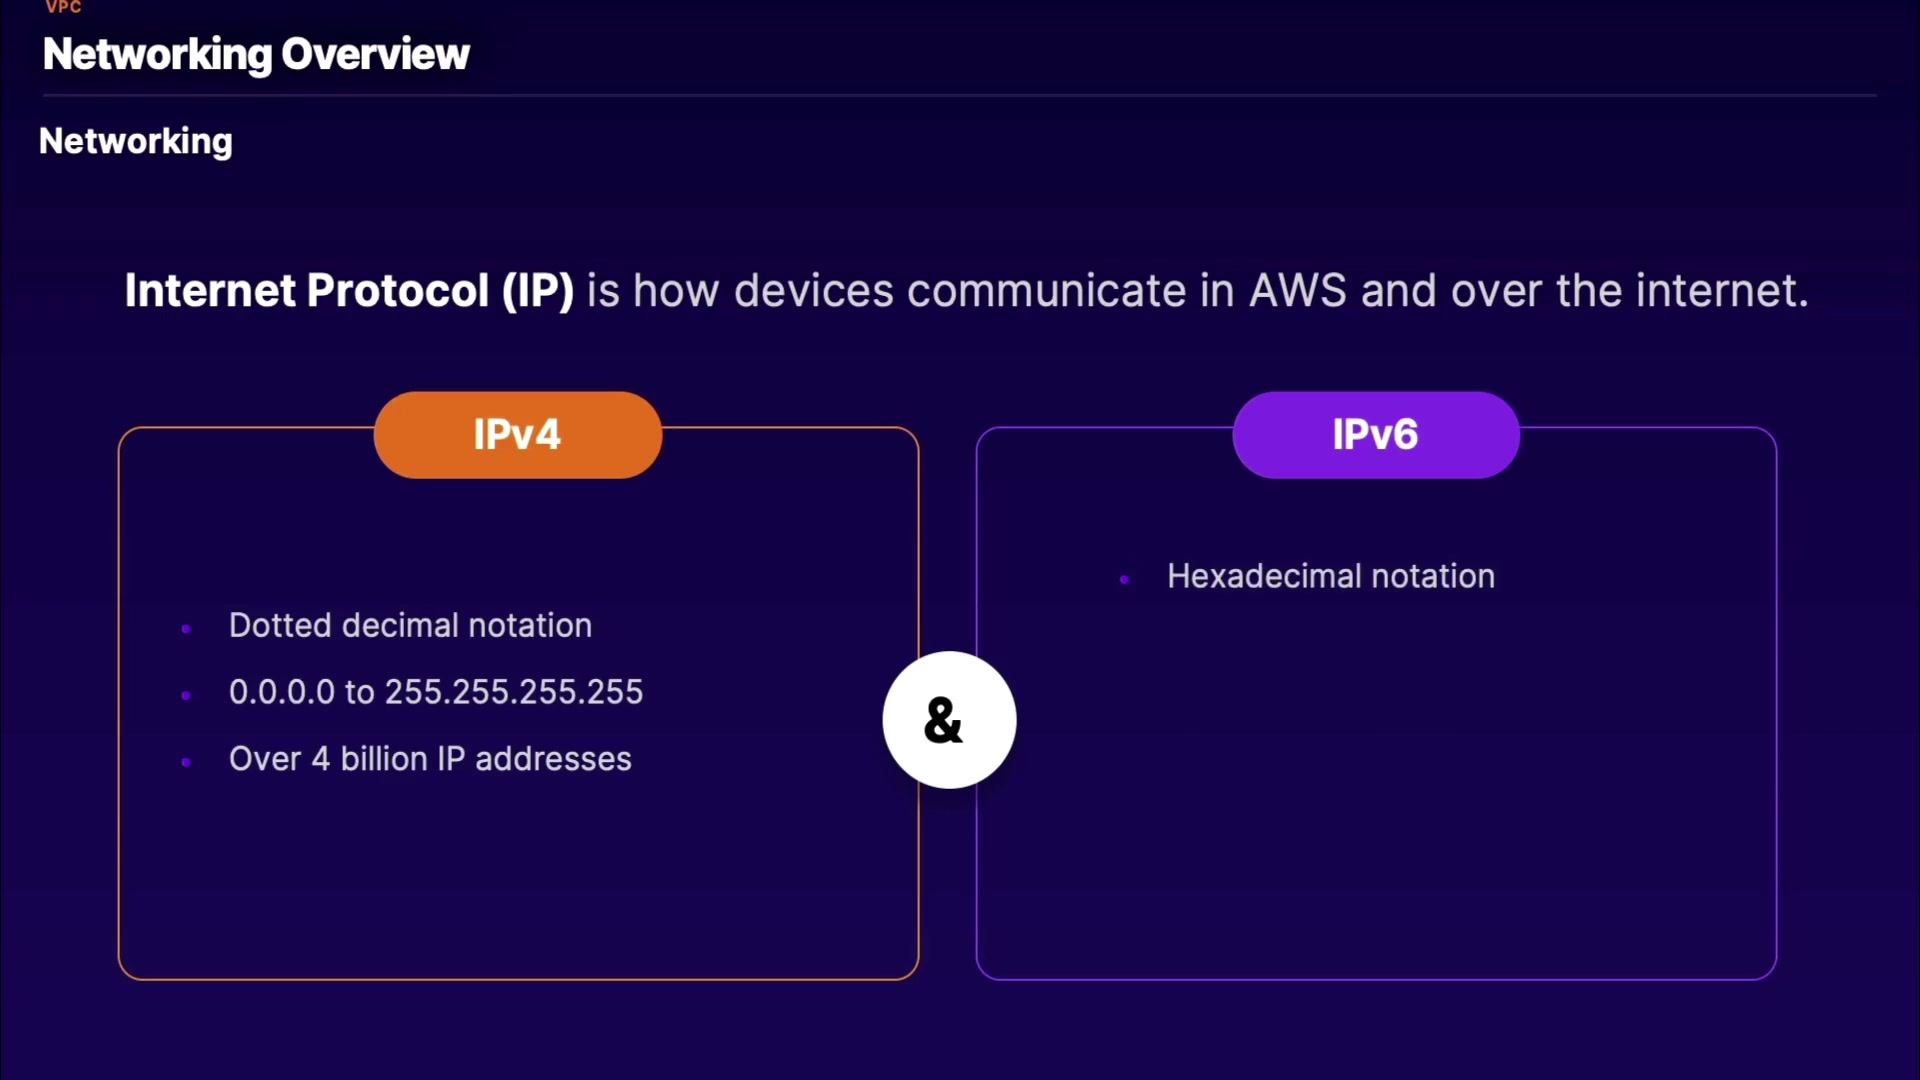 VPC
Networking Overview
Networking
Internet Protocol (IP) is how devices communicate in AWS and over the internet.
IPv4
Dotted decimal notation
0.0.0.0 to 255.255.255.255
Over 4 billion IP addresses
&
IPv6
Hexadecimal notation